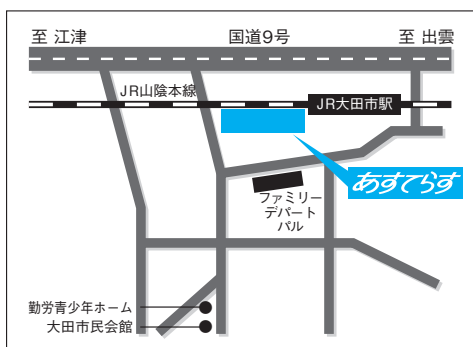 至 江津
国道9号
至 出雲
JR山陰本線
JR大田市駅
あすてらす
ファミリー
デパート
パル
勤労青少年ホーム
大田市民会館